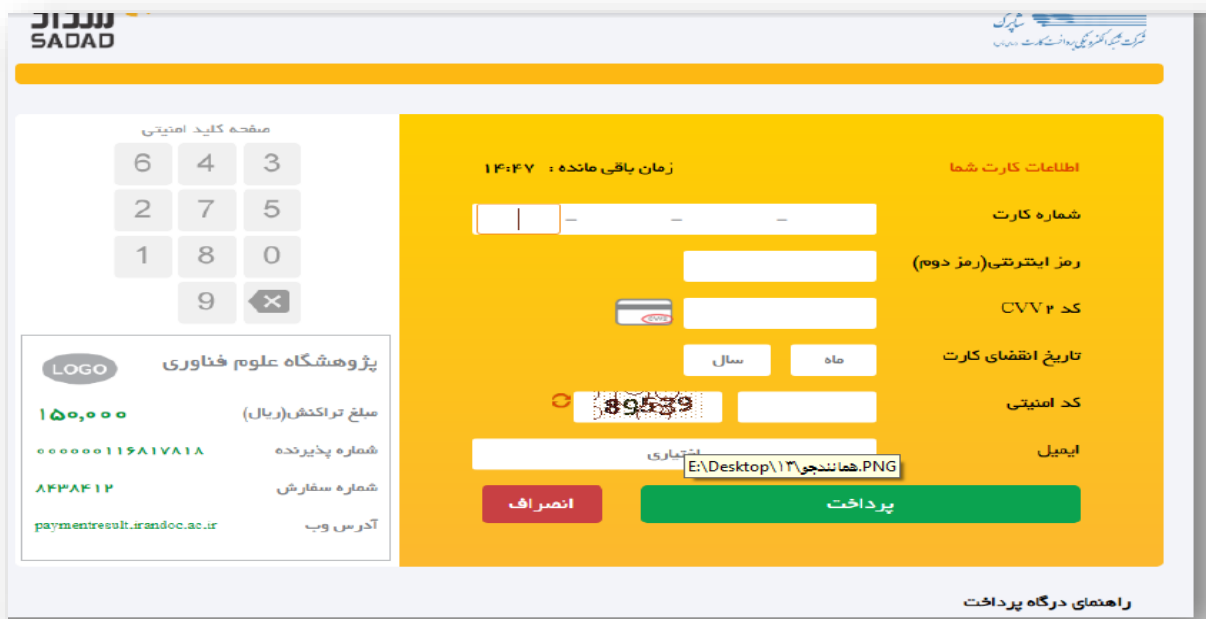 سداد
SADAD
شاپرک
شرکت شبکه الکترونیکی پرداخت کارت
صفحه کلید امنیتی
6 4 3
2 7 5
1 8 0
9
اطلاعات کارت شما
زمان باقی مانده : ۱۴:۴۷
شماره کارت
رمز اینترنتی(رمز دوم)
کد CVV۲
تاریخ انقضای کارت
ماه
سال
کد امنیتی
89539
ایمیل
اختیاری
E:\Desktop\۱۳\همانندجو.PNG
پرداخت
انصراف
پژوهشگاه علوم فناوری
LOGO
مبلغ تراکنش(ریال) ۱۵۰,۰۰۰
شماره پذیرنده ۰۰۰۰۰۰۱۱۶۸۱۷۸۱۸
شماره سفارش ۸۴۳۸۴۱۲
آدرس وب paymentresult.irandoc.ac.ir
راهنمای درگاه پرداخت